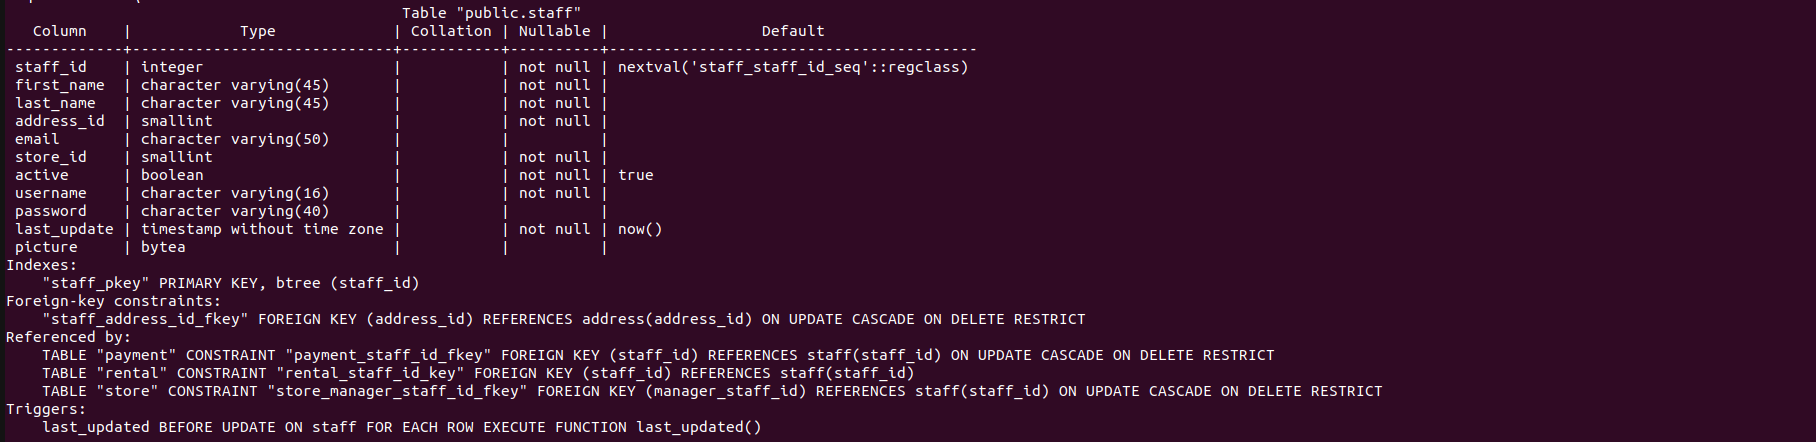 Table "public.staff"
   Column    |            Type             | Collation | Nullable |                 Default                 
-------------+-----------------------------+-----------+----------+-----------------------------------------
 staff_id    | integer                     |           | not null | nextval('staff_staff_id_seq'::regclass)
 first_name  | character varying(45)       |           | not null | 
 last_name   | character varying(45)       |           | not null | 
 address_id  | smallint                    |           | not null | 
 email       | character varying(50)       |           |          | 
 store_id    | smallint                    |           | not null | 
 active      | boolean                     |           | not null | true
 username    | character varying(16)       |           | not null | 
 password    | character varying(40)       |           |          | 
 last_update | timestamp without time zone |           | not null | now()
 picture     | bytea                       |           |          | 
Indexes:
    "staff_pkey" PRIMARY KEY, btree (staff_id)
Foreign-key constraints:
    "staff_address_id_fkey" FOREIGN KEY (address_id) REFERENCES address(address_id) ON UPDATE CASCADE ON DELETE RESTRICT
Referenced by:
    TABLE "payment" CONSTRAINT "payment_staff_id_fkey" FOREIGN KEY (staff_id) REFERENCES staff(staff_id) ON UPDATE CASCADE ON DELETE RESTRICT
    TABLE "rental" CONSTRAINT "rental_staff_id_key" FOREIGN KEY (staff_id) REFERENCES staff(staff_id)
    TABLE "store" CONSTRAINT "store_manager_staff_id_fkey" FOREIGN KEY (manager_staff_id) REFERENCES staff(staff_id) ON UPDATE CASCADE ON DELETE RESTRICT
Triggers:
    last_updated BEFORE UPDATE ON staff FOR EACH ROW EXECUTE FUNCTION last_updated()